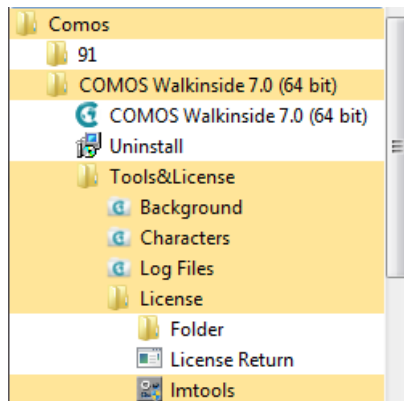 Comos
91
COMOS Walkinside 7.0 (64 bit)
COMOS Walkinside 7.0 (64 bit)
Uninstall
Tools&License
Background
Characters
Log Files
License
Folder
License Return
lmtools